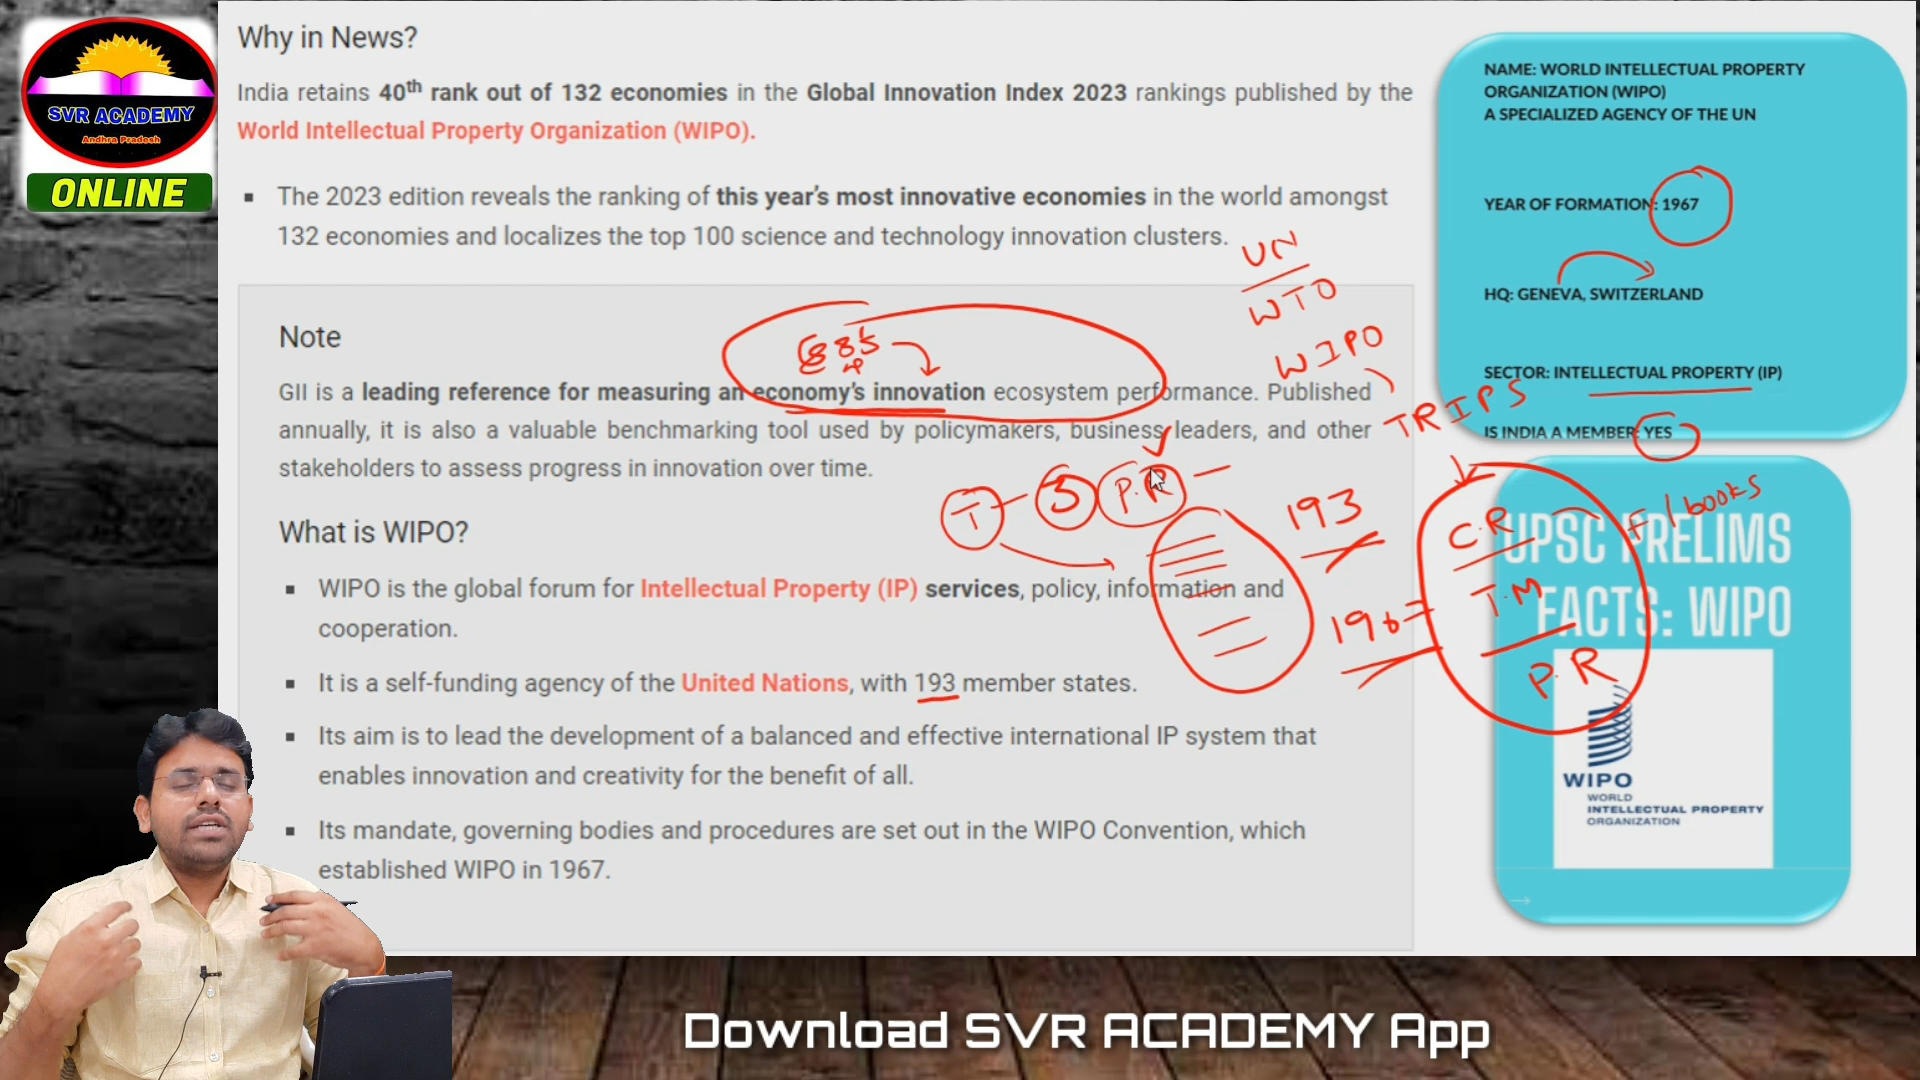 SVR ACADEMY
Andhra Pradesh
ONLINE
Why in News?
India retains 40th rank out of 132 economies in the Global Innovation Index 2023 rankings published by the
World Intellectual Property Organization (WIPO).
▪ The 2023 edition reveals the ranking of this year's most innovative economies in the world amongst
132 economies and localizes the top 100 science and technology innovation clusters.
Note
GII is a leading reference for measuring an economy's innovation ecosystem performance. Published
annually, it is also a valuable benchmarking tool used by policymakers, business leaders, and other
stakeholders to assess progress in innovation over time.
What is WIPO?
▪ WIPO is the global forum for Intellectual Property (IP) services, policy, information and
cooperation.
▪ It is a self-funding agency of the United Nations, with 193 member states.
▪ Its aim is to lead the development of a balanced and effective international IP system that
enables innovation and creativity for the benefit of all.
▪ Its mandate, governing bodies and procedures are set out in the WIPO Convention, which
established WIPO in 1967.
UN
WTO
WIPO
TRIPS
T
P.R
193
196
C.R
T.M
P.R
F/books
NAME: WORLD INTELLECTUAL PROPERTY
ORGANIZATION (WIPO)
A SPECIALIZED AGENCY OF THE UN
YEAR OF FORMATION: 1967
HQ: GENEVA, SWITZERLAND
SECTOR: INTELLECTUAL PROPERTY (IP)
IS INDIA A MEMBER: YES
UPSC PRELIMS
FACTS: WIPO
WIPO
WORLD
INTELLECTUAL PROPERTY
ORGANIZATION
Download SVR ACADEMY App